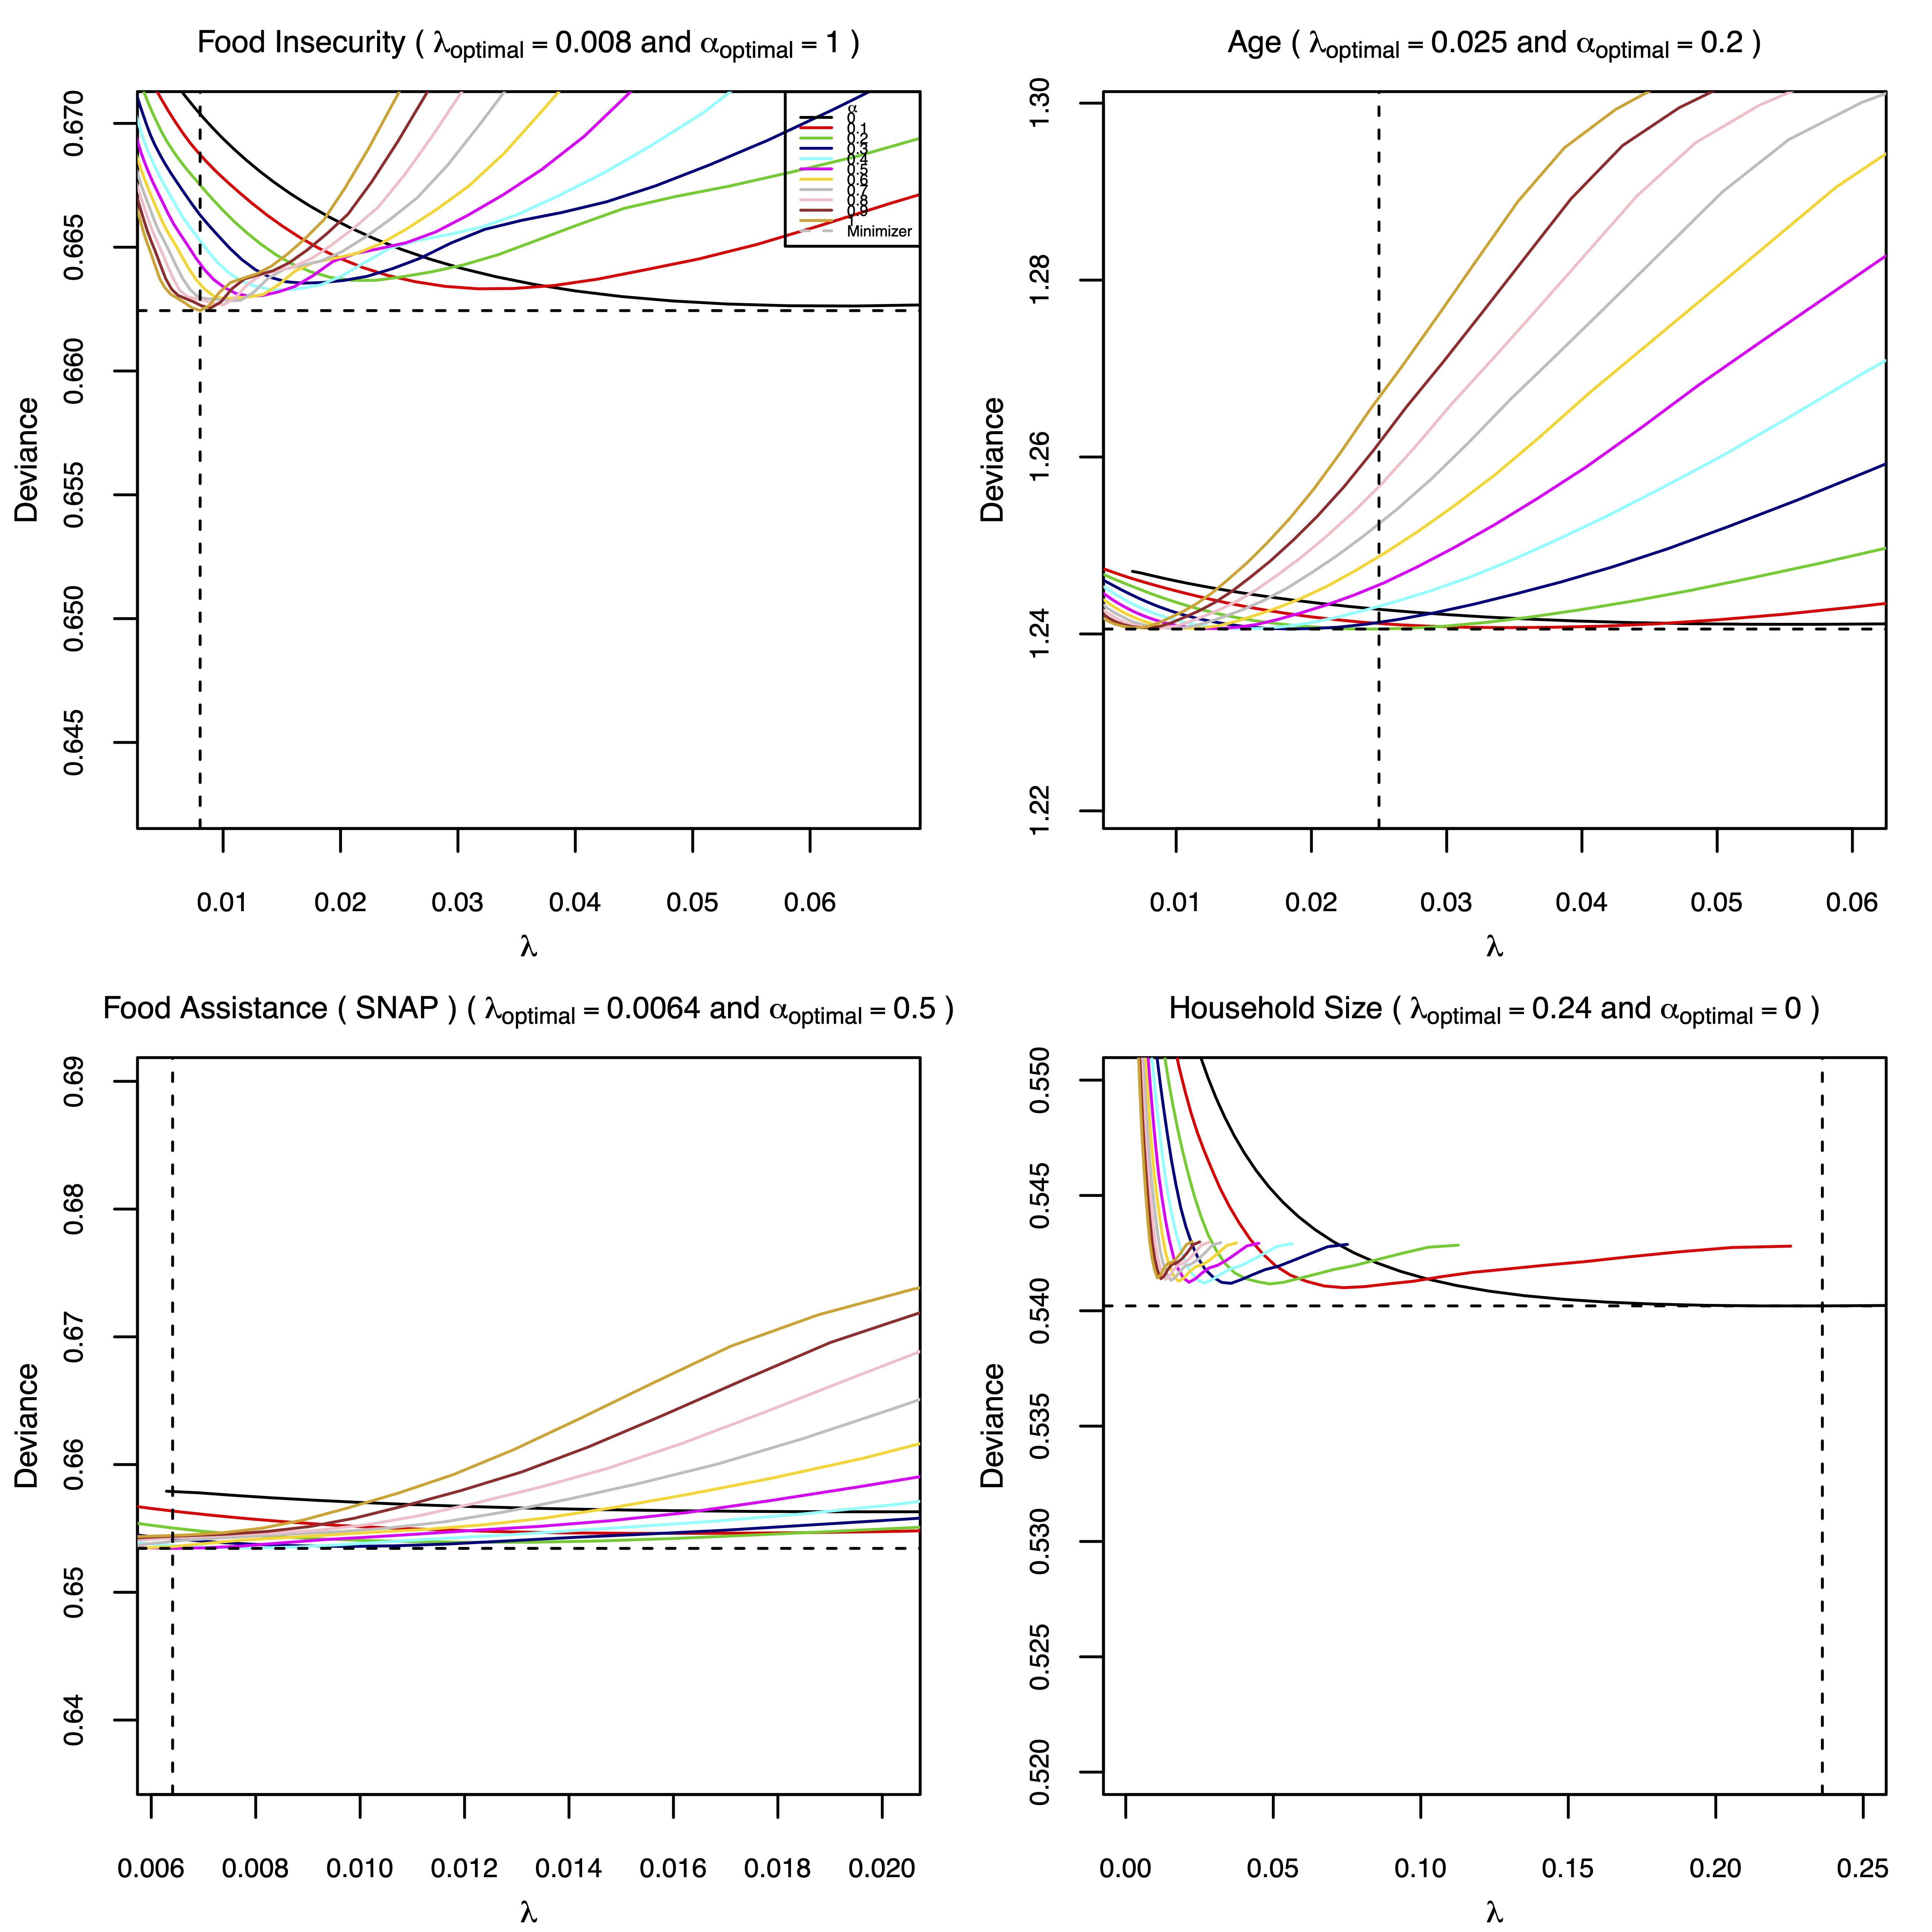 Food Insecurity ( λoptimal = 0.008 and αoptimal = 1 )
0.670
0.665
0.660
0.655
0.650
0.645
Deviance
α
0
0.1
0.2
0.3
0.4
0.5
0.6
0.7
0.8
0.9
1
Minimizer
0.01 0.02 0.03 0.04 0.05 0.06
λ
Age ( λoptimal = 0.025 and αoptimal = 0.2 )
1.30
1.28
1.26
1.24
1.22
Deviance
0.01 0.02 0.03 0.04 0.05 0.06
λ
Food Assistance ( SNAP ) ( λoptimal = 0.0064 and αoptimal = 0.5 )
0.69
0.68
0.67
0.66
0.65
0.64
Deviance
0.006 0.008 0.010 0.012 0.014 0.016 0.018 0.020
λ
Household Size ( λoptimal = 0.24 and αoptimal = 0 )
0.550
0.545
0.540
0.535
0.530
0.525
0.520
Deviance
0.00 0.05 0.10 0.15 0.20 0.25
λ